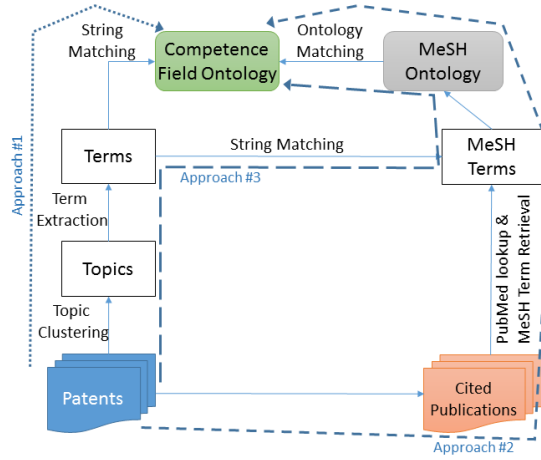 String
Matching
Competence
Field Ontology
Ontology
Matching
MeSH
Ontology
Approach #1
Terms
String Matching
MeSH
Terms
Approach #3
Term
Extraction
Topics
PubMed lookup &
MeSH Term Retrieval
Topic
Clustering
Patents
Cited
Publications
Approach #2